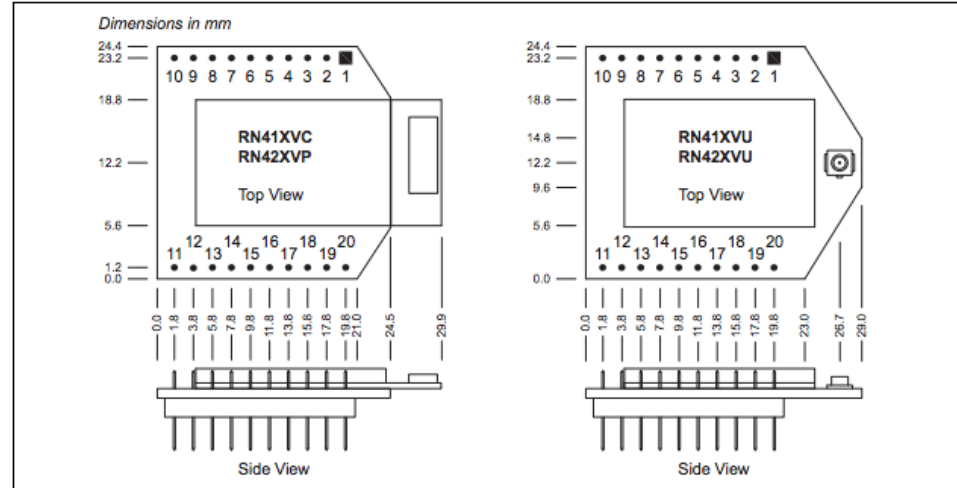 Dimensions in mm
24.4
23.2
10 9 8 7 6 5 4 3 2 1
18.8
RN41XVC
RN42XVP
12.2
Top View
5.6
12 14 16 18 20
11 13 15 17 19
1.2
0.0
0.0 1.8 3.8 5.8 7.8 9.8 11.8 13.8 15.8 17.8 19.8 21.0 24.5 29.9
Side View
24.4
23.2
10 9 8 7 6 5 4 3 2 1
18.8
14.8
RN41XVU
RN42XVU
12.2
9.6
Top View
5.6
12 14 16 18 20
11 13 15 17 19
1.2
0.0
0.0 1.8 3.8 5.8 7.8 9.8 11.8 13.8 15.8 17.8 19.8 23.0 26.7 29.0
Side View